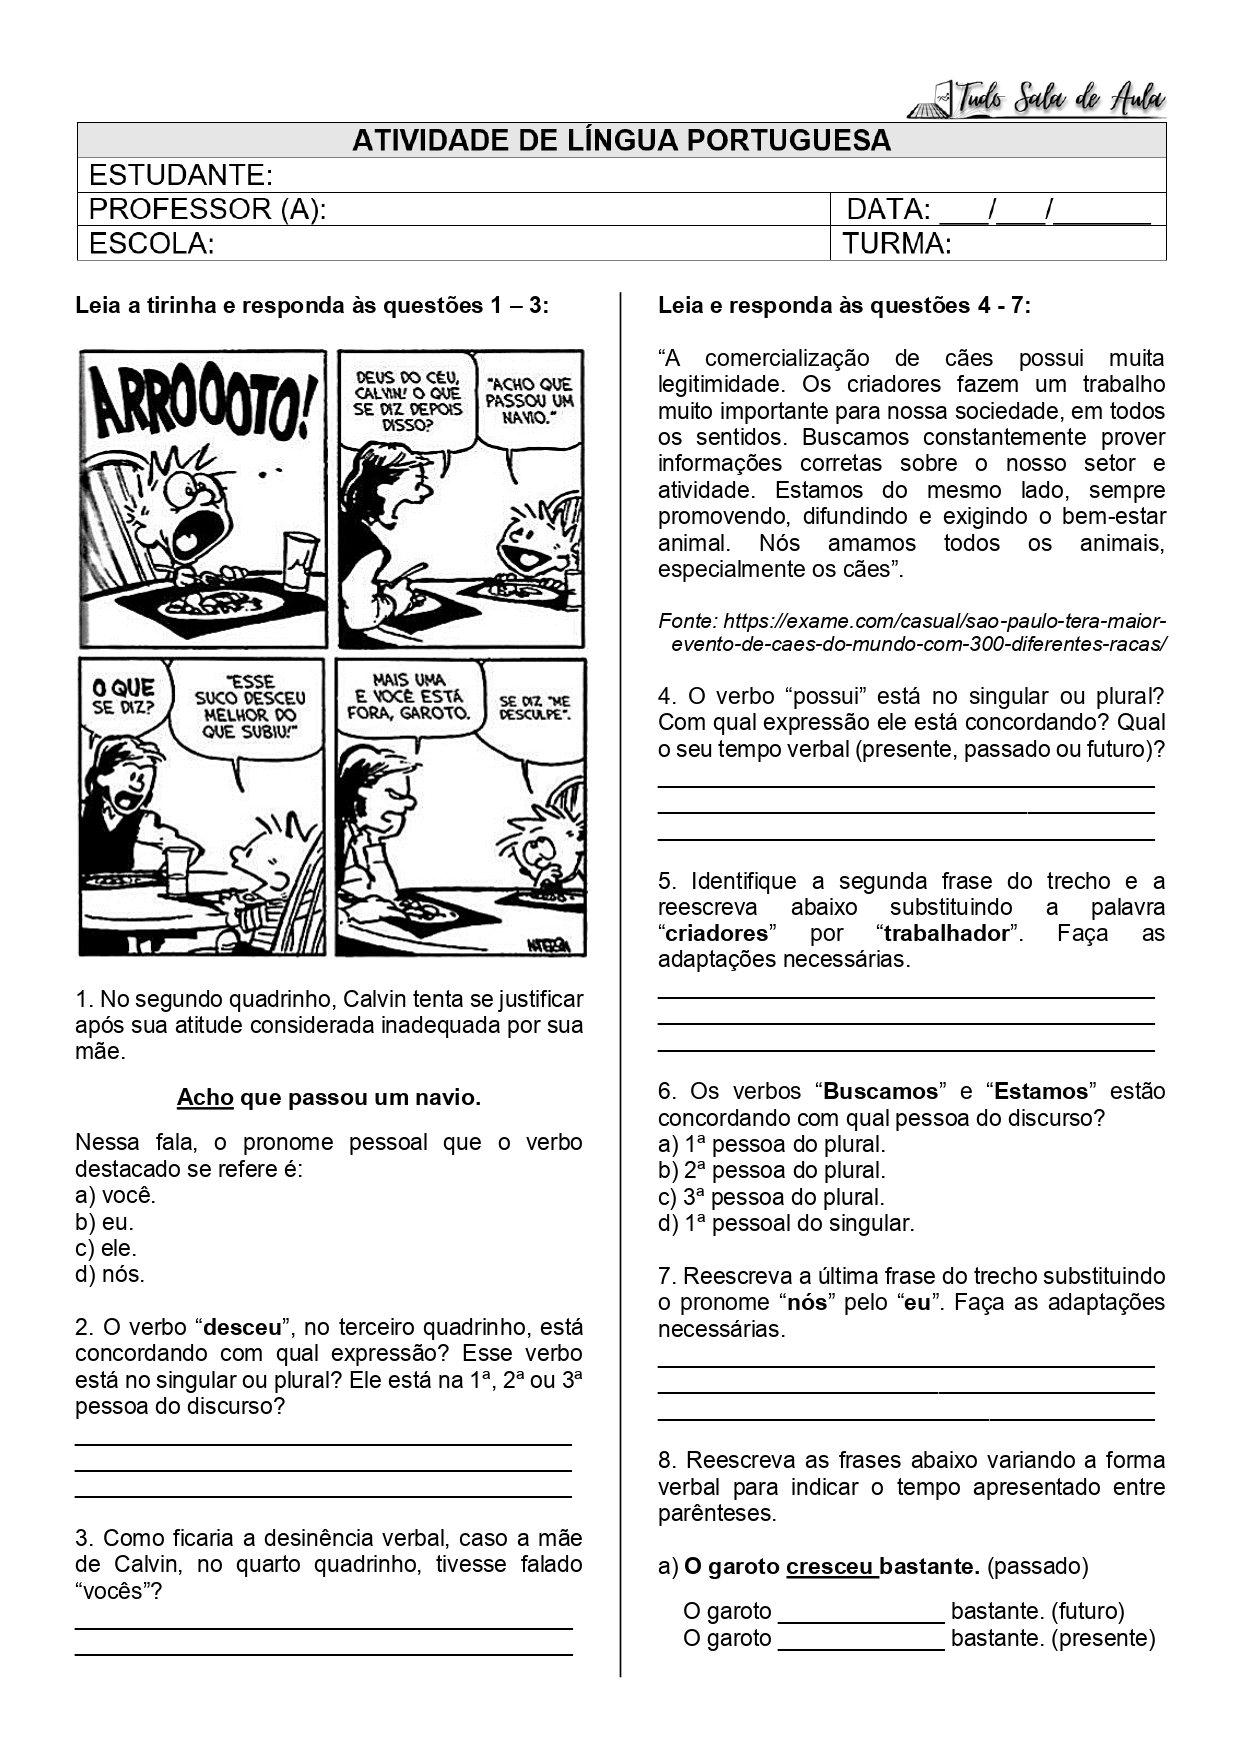 Tudo Sala de Aula
ATIVIDADE DE LÍNGUA PORTUGUESA
ESTUDANTE:
PROFESSOR (A):
DATA: ___/___/______
ESCOLA:
TURMA:
Leia a tirinha e responda às questões 1 – 3:
ARROOOTO!
DEUS DO CÉU,
CALVIN! O QUE
SE DIZ DEPOIS
DISSO?
"ACHO QUE
PASSOU UM
NAVIO."
O QUE
SE DIZ?
"ESSE
SUCO DESCEU
MELHOR DO
QUE SUBIU!"
MAIS UMA
E VOCÊ ESTÁ
FORA, GAROTO.
SE DIZ "ME
DESCULPE".
1. No segundo quadrinho, Calvin tenta se justificar
após sua atitude considerada inadequada por sua
mãe.
Acho que passou um navio.
Nessa fala, o pronome pessoal que o verbo
destacado se refere é:
a) você.
b) eu.
c) ele.
d) nós.
2. O verbo “desceu”, no terceiro quadrinho, está
concordando com qual expressão? Esse verbo
está no singular ou plural? Ele está na 1ª, 2ª ou 3ª
pessoa do discurso?
3. Como ficaria a desinência verbal, caso a mãe
de Calvin, no quarto quadrinho, tivesse falado
“vocês”?
Leia e responda às questões 4 - 7:
“A comercialização de cães possui muita
legitimidade. Os criadores fazem um trabalho
muito importante para nossa sociedade, em todos
os sentidos. Buscamos constantemente prover
informações corretas sobre o nosso setor e
atividade. Estamos do mesmo lado, sempre
promovendo, difundindo e exigindo o bem-estar
animal. Nós amamos todos os animais,
especialmente os cães”.
Fonte: https://exame.com/casual/sao-paulo-tera-maior-
evento-de-caes-do-mundo-com-300-diferentes-racas/
4. O verbo “possui” está no singular ou plural?
Com qual expressão ele está concordando? Qual
o seu tempo verbal (presente, passado ou futuro)?
5. Identifique a segunda frase do trecho e a
reescreva abaixo substituindo a palavra
“criadores” por “trabalhador”. Faça as
adaptações necessárias.
6. Os verbos “Buscamos” e “Estamos” estão
concordando com qual pessoa do discurso?
a) 1ª pessoa do plural.
b) 2ª pessoa do plural.
c) 3ª pessoa do plural.
d) 1ª pessoal do singular.
7. Reescreva a última frase do trecho substituindo
o pronome “nós” pelo “eu”. Faça as adaptações
necessárias.
8. Reescreva as frases abaixo variando a forma
verbal para indicar o tempo apresentado entre
parênteses.
a) O garoto cresceu bastante. (passado)
O garoto _____________ bastante. (futuro)
O garoto _____________ bastante. (presente)